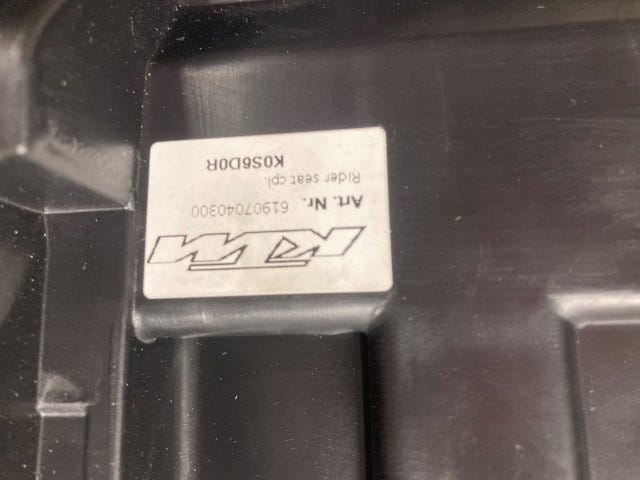 KTM
Art. Nr. 61907040300
Rider seat cpl.
K0S6D0R